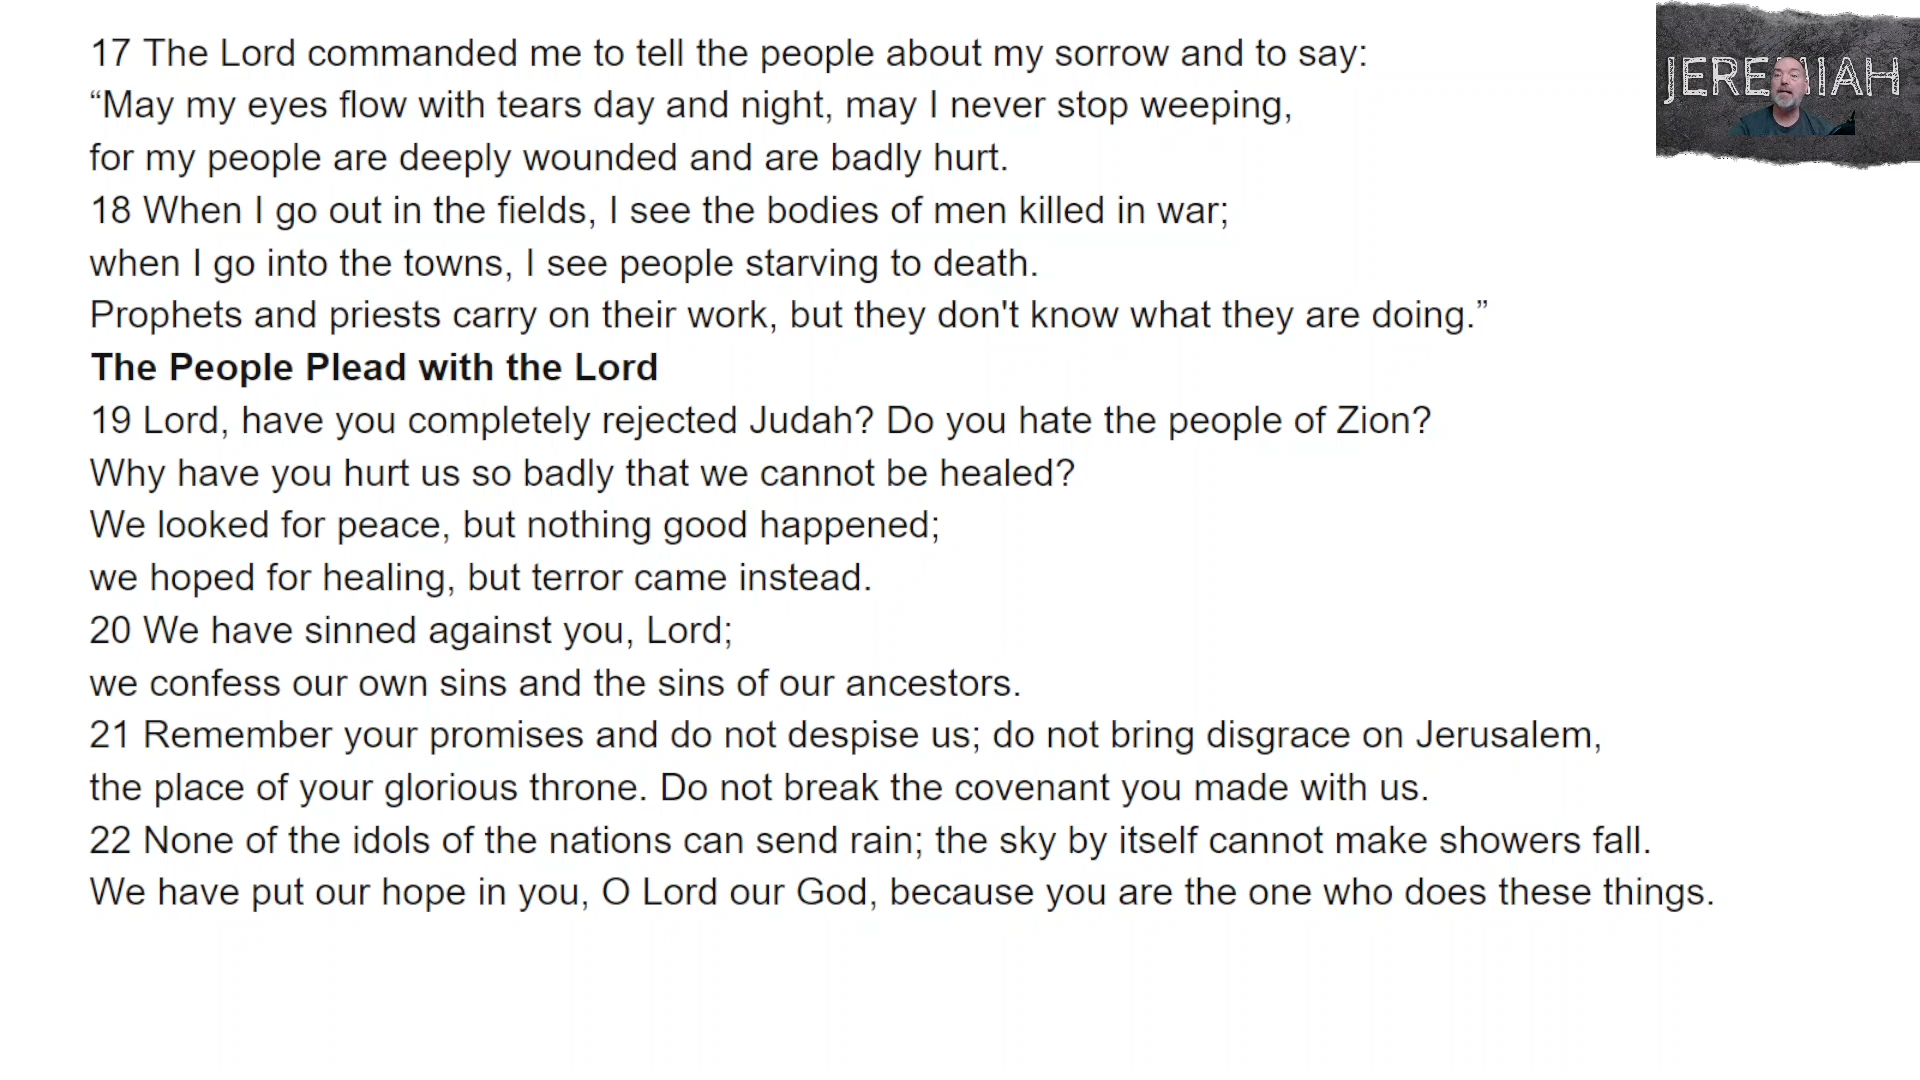 17 The Lord commanded me to tell the people about my sorrow and to say:
“May my eyes flow with tears day and night, may I never stop weeping,
for my people are deeply wounded and are badly hurt.
18 When I go out in the fields, I see the bodies of men killed in war;
when I go into the towns, I see people starving to death.
Prophets and priests carry on their work, but they don't know what they are doing.”
The People Plead with the Lord
19 Lord, have you completely rejected Judah? Do you hate the people of Zion?
Why have you hurt us so badly that we cannot be healed?
We looked for peace, but nothing good happened;
we hoped for healing, but terror came instead.
20 We have sinned against you, Lord;
we confess our own sins and the sins of our ancestors.
21 Remember your promises and do not despise us; do not bring disgrace on Jerusalem,
the place of your glorious throne. Do not break the covenant you made with us.
22 None of the idols of the nations can send rain; the sky by itself cannot make showers fall.
We have put our hope in you, O Lord our God, because you are the one who does these things.
JEREMIAH